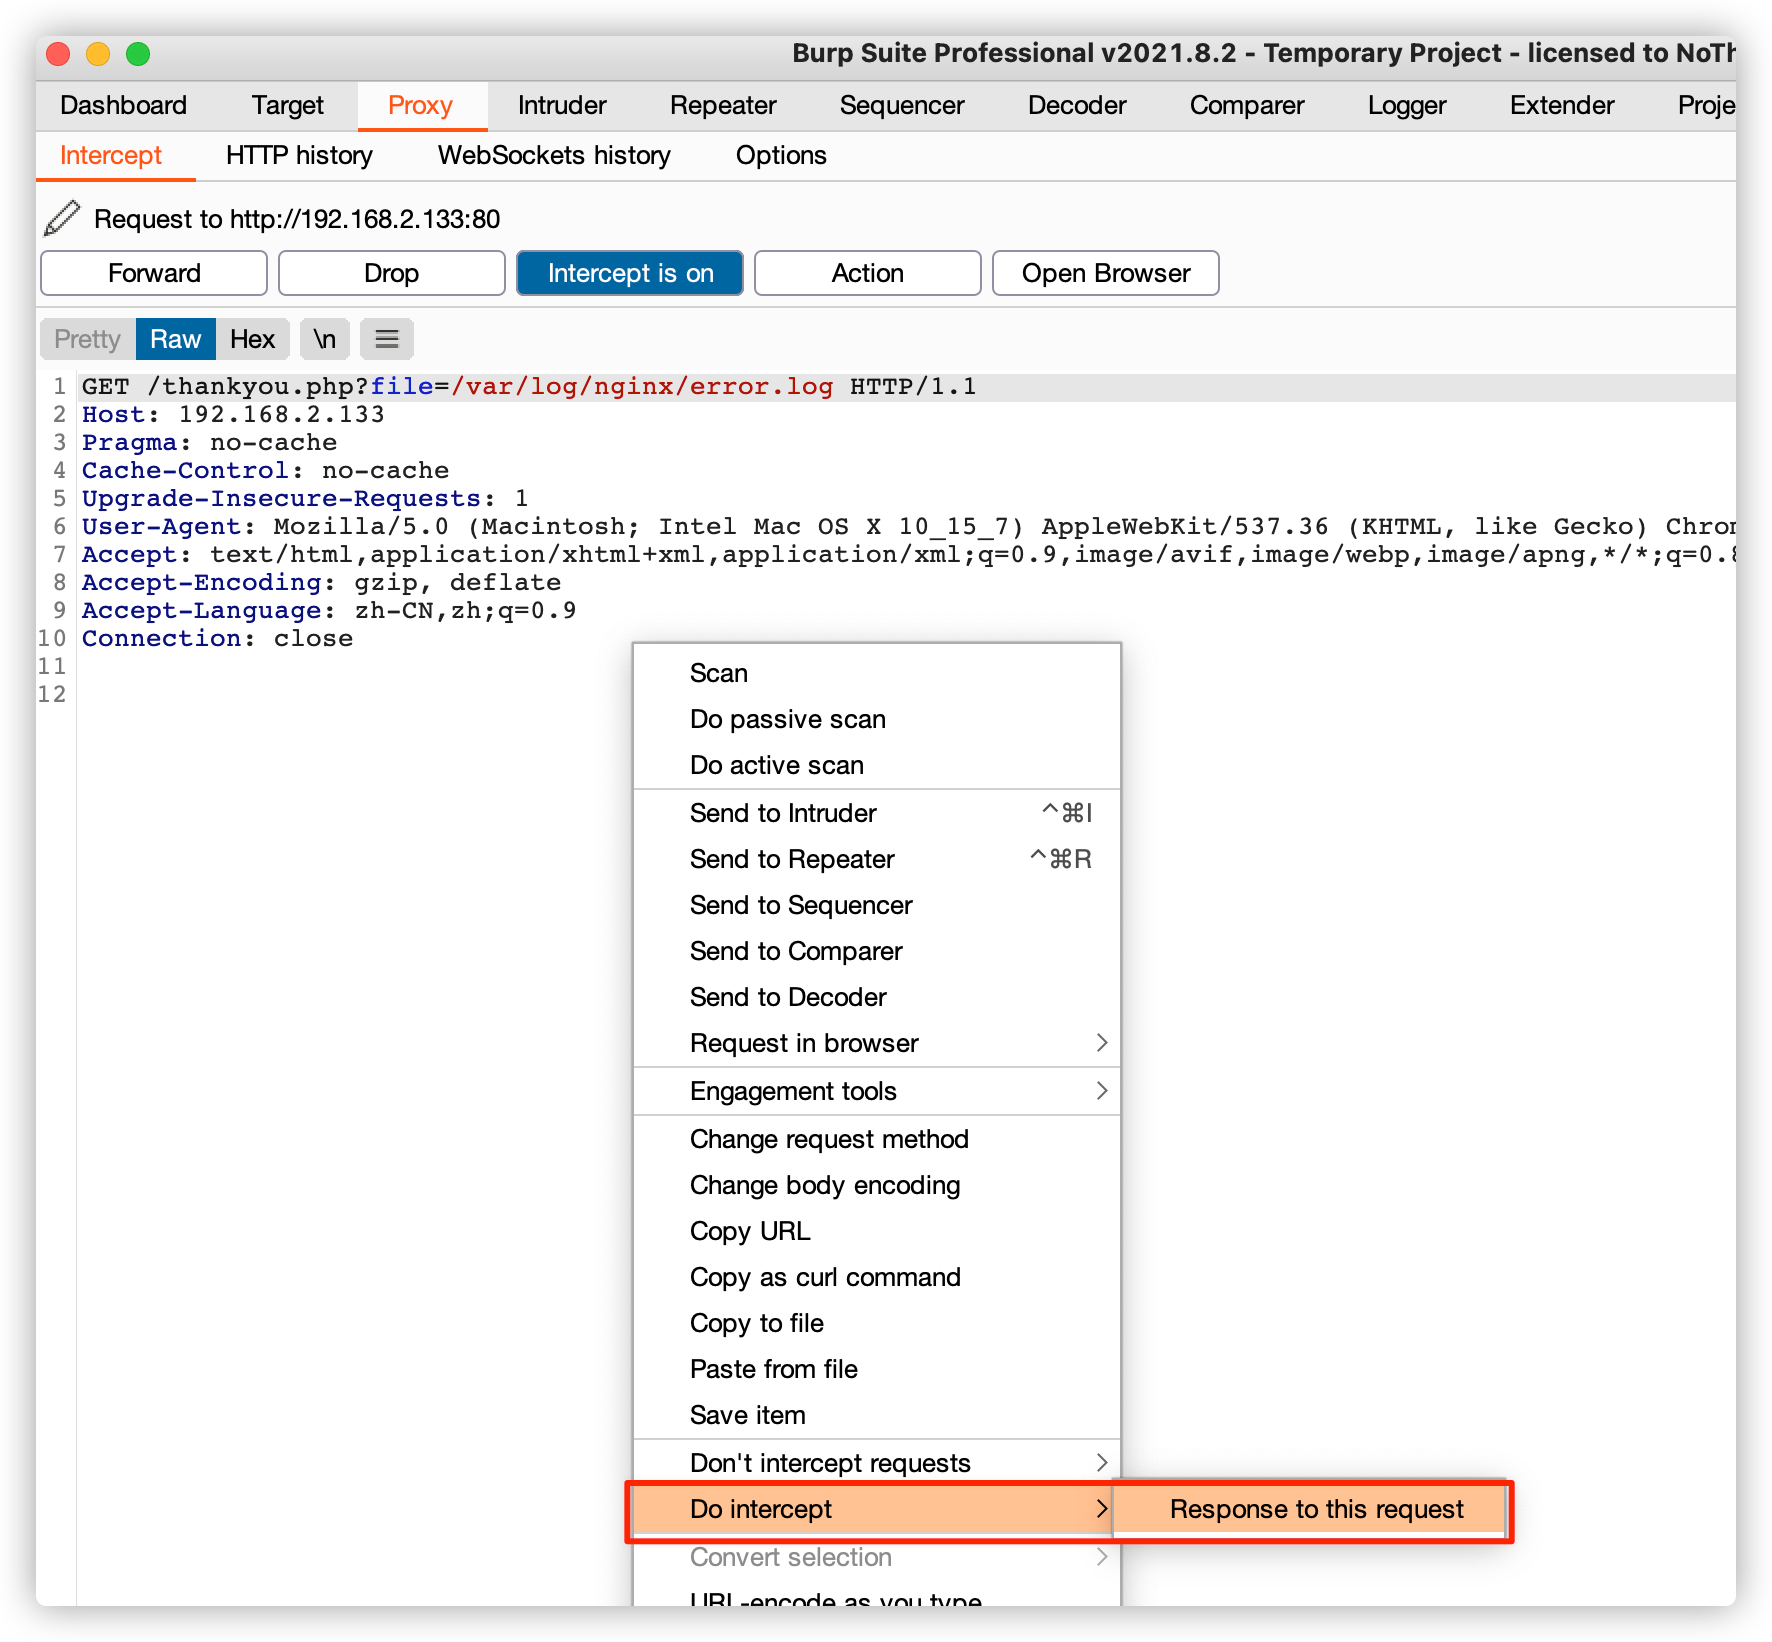 Burp Suite Professional v2021.8.2 - Temporary Project - licensed to NoTh
Dashboard Target Proxy Intruder Repeater Sequencer Decoder Comparer Logger Extender Proje
Intercept HTTP history WebSockets history Options
Request to http://192.168.2.133:80
Forward Drop Intercept is on Action Open Browser
Pretty Raw Hex \n
1 GET /thankyou.php?file=/var/log/nginx/error.log HTTP/1.1
2 Host: 192.168.2.133
3 Pragma: no-cache
4 Cache-Control: no-cache
5 Upgrade-Insecure-Requests: 1
6 User-Agent: Mozilla/5.0 (Macintosh; Intel Mac OS X 10_15_7) AppleWebKit/537.36 (KHTML, like Gecko) Chrom
7 Accept: text/html,application/xhtml+xml,application/xml;q=0.9,image/avif,image/webp,image/apng,*/*;q=0.8
8 Accept-Encoding: gzip, deflate
9 Accept-Language: zh-CN,zh;q=0.9
10 Connection: close
11
12
Scan
Do passive scan
Do active scan
Send to Intruder ^⌘I
Send to Repeater ^⌘R
Send to Sequencer
Send to Comparer
Send to Decoder
Request in browser
Engagement tools
Change request method
Change body encoding
Copy URL
Copy as curl command
Copy to file
Paste from file
Save item
Don't intercept requests
Do intercept Response to this request
Convert selection
URL-encode as you type